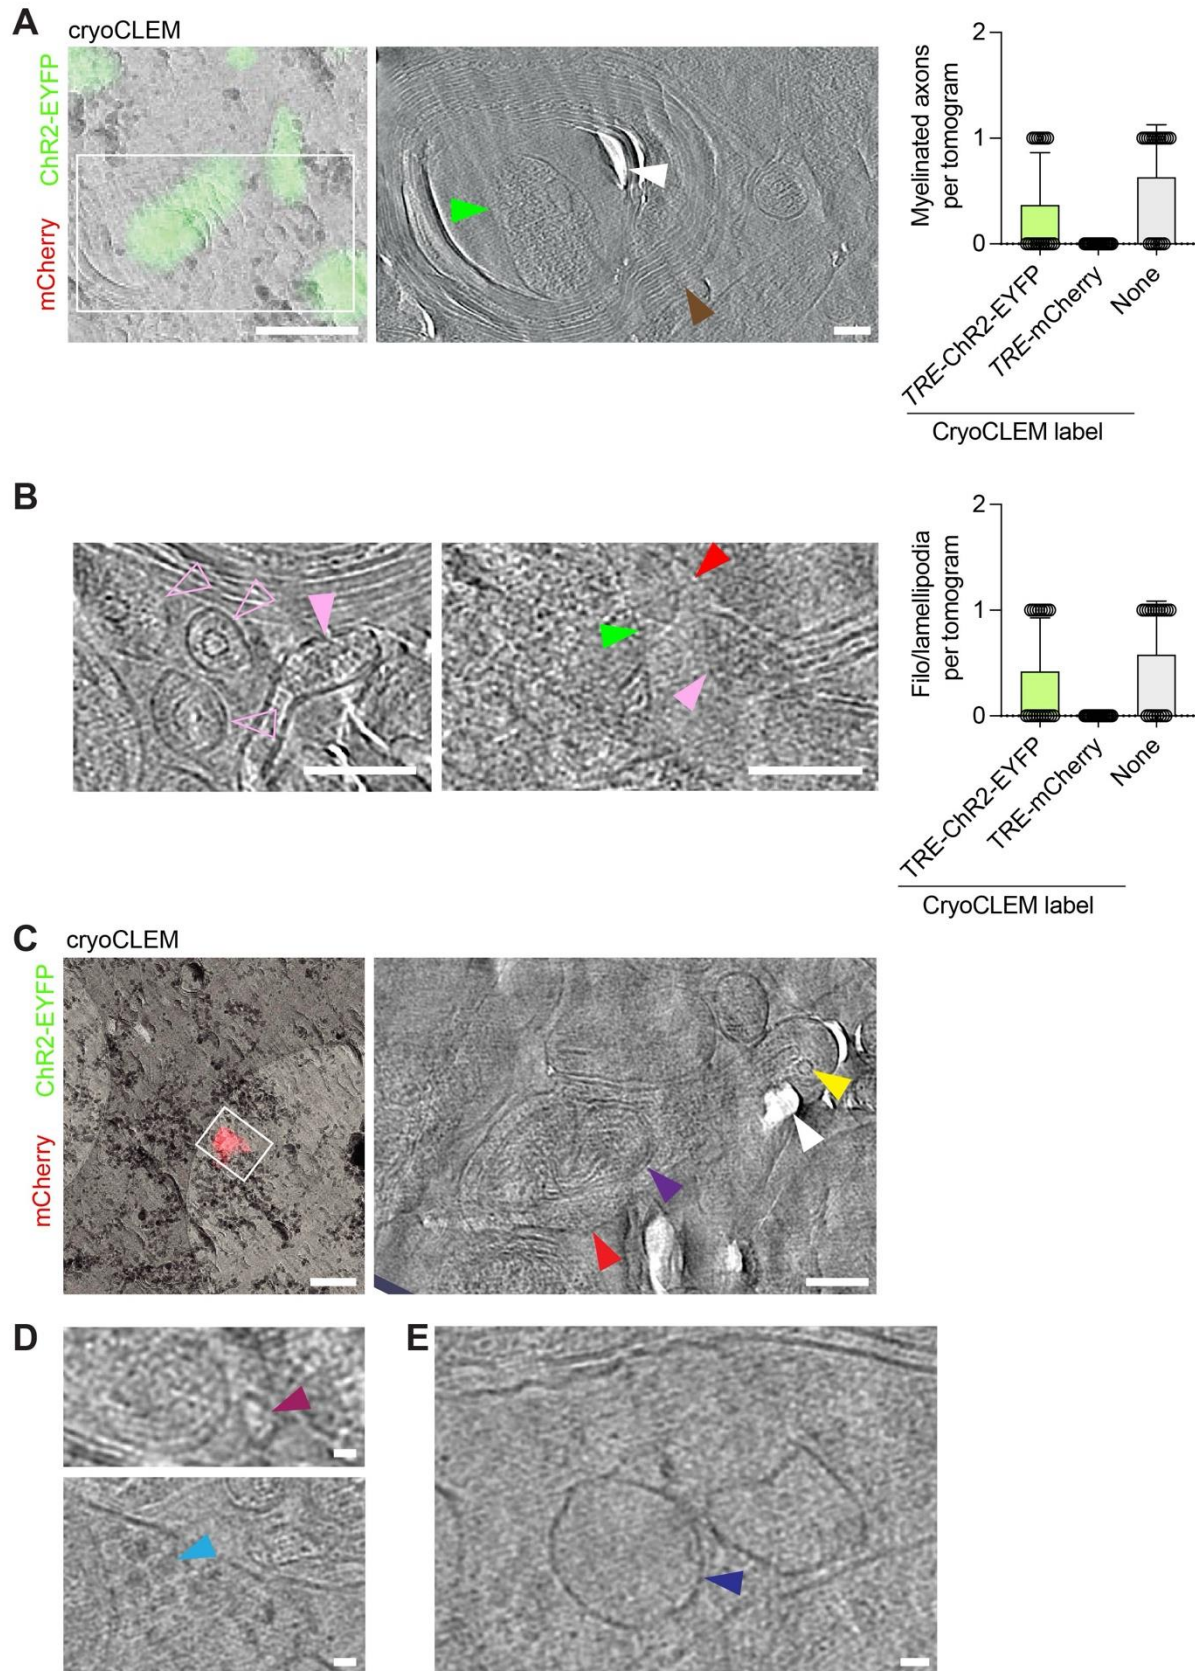 A
cryoCLEM
mCherry ChR2-EYFP
Myelinated axons
per tomogram
2
1
0
TRE-ChR2-EYFP
TRE-mCherry
None
CryoCLEM label
B
Filo/lamellipodia
per tomogram
2
1
0
TRE-ChR2-EYFP
TRE-mCherry
None
CryoCLEM label
C
cryoCLEM
mCherry ChR2-EYFP
D
E